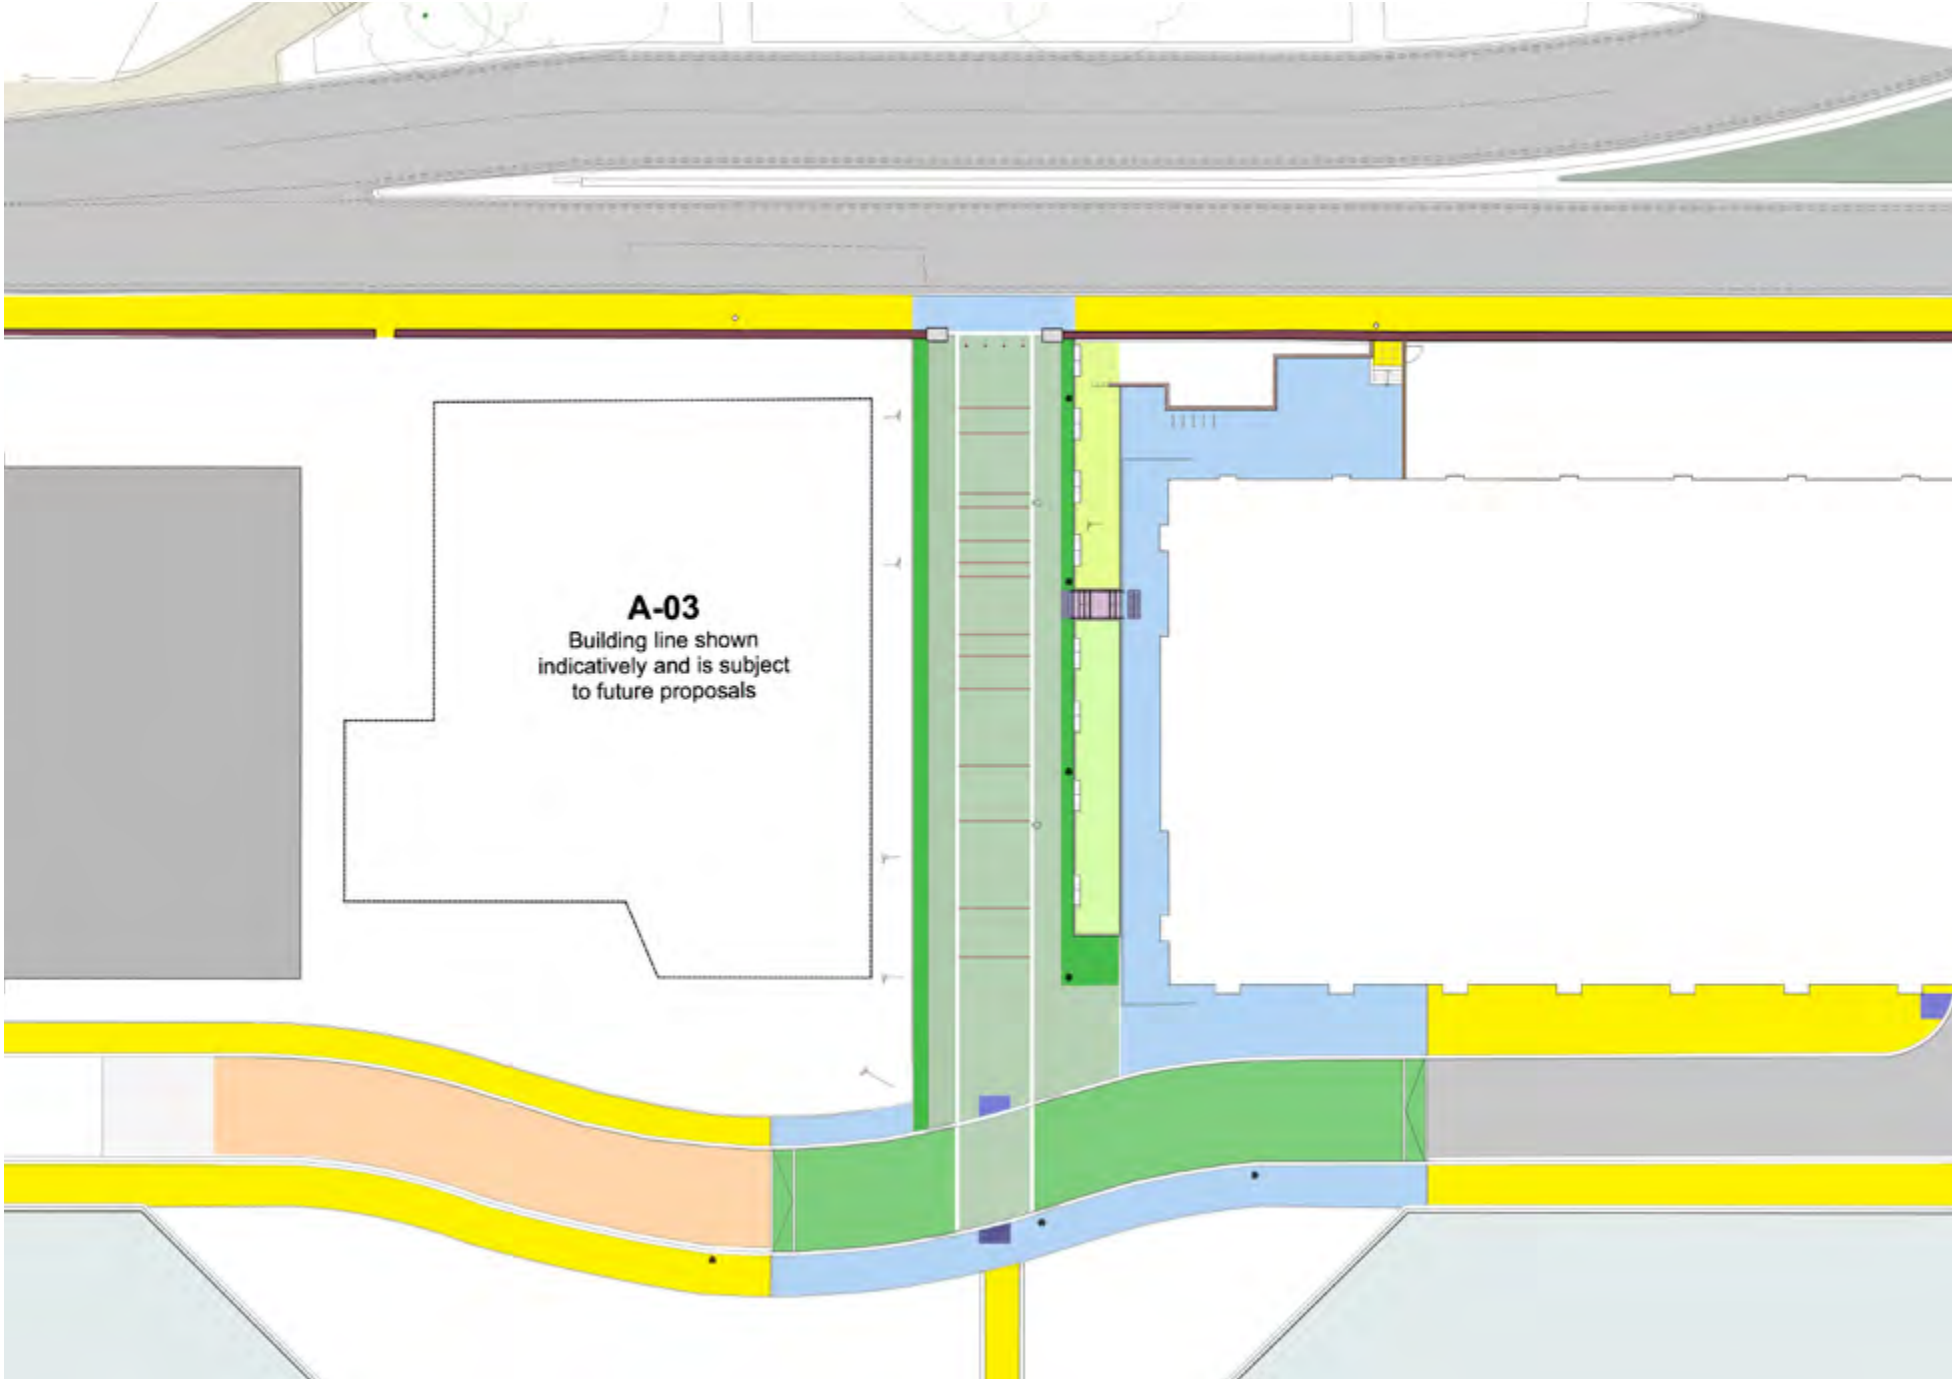 A-03
Building line shown
indicatively and is subject
to future proposals